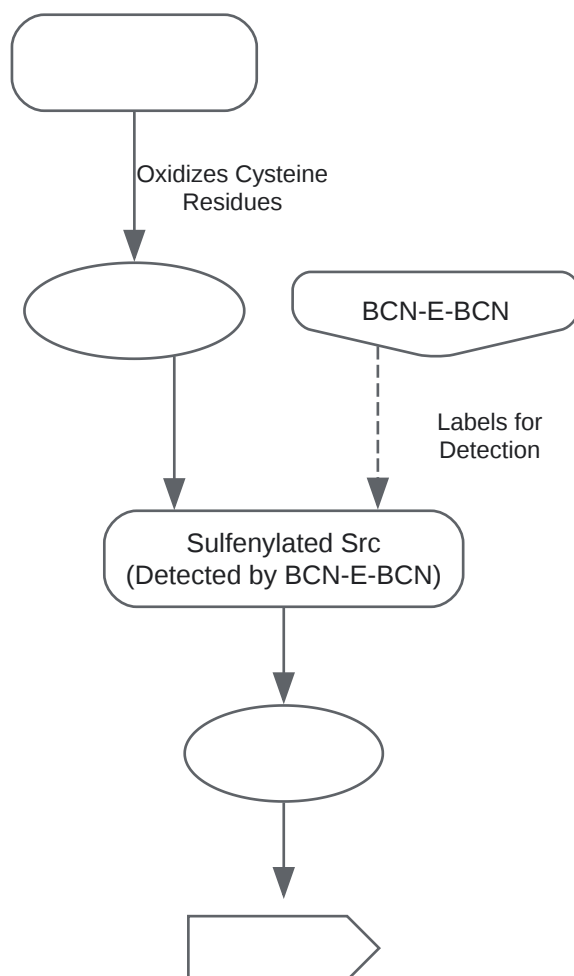 Oxidizes Cysteine
Residues
BCN-E-BCN
Labels for
Detection
Sulfenylated Src
(Detected by BCN-E-BCN)